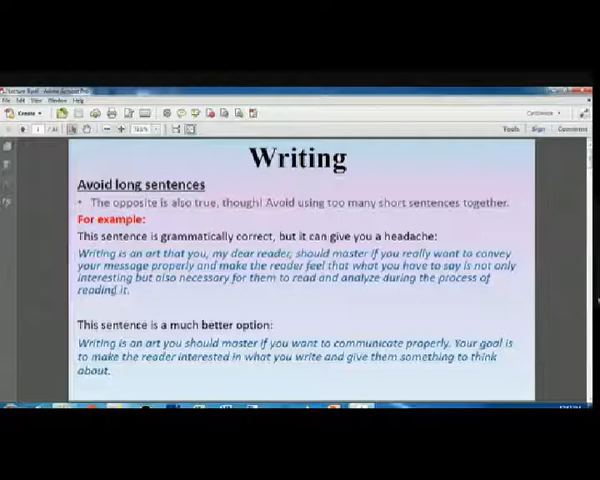 Create
Customize
Tools
Sign
Comment
Writing
Avoid long sentences
• The opposite is also true, though! Avoid using too many short sentences together.
For example:
This sentence is grammatically correct, but it can give you a headache:
Writing is an art that you, my dear reader, should master if you really want to convey
your message properly and make the reader feel that what you have to say is not only
interesting but also necessary for them to read and analyze during the process of
reading it.
This sentence is a much better option:
Writing is an art you should master if you want to communicate properly. Your goal is
to make the reader interested in what you write and give them something to think
about.